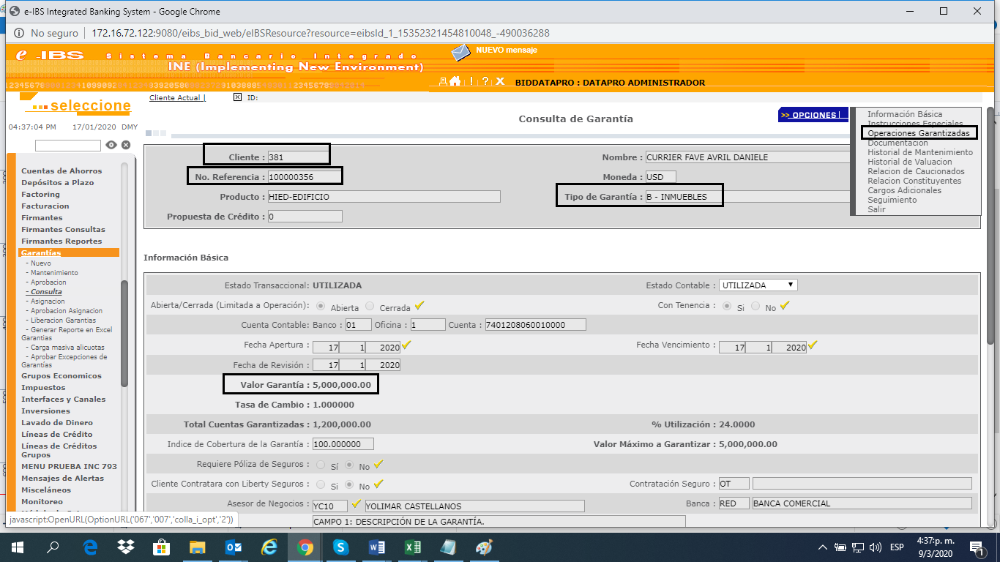 e-IBS Integrated Banking System - Google Chrome
No seguro | 172.16.72.122:9080/eibs_bid_web/eIBSResource?resource=eibsId_1_15352321454810048_-490036288
e-IBS Sistema Bancario Integrado
INE (Implementing New Environment)
NUEVO mensaje
! ? X BIDDATAPRO : DATAPRO ADMINISTRADOR
seleccione
Cliente Actual | ID:
04:37:04 PM 17/01/2020 DMY
Consulta de Garantía
>> OPCIONES |
Información Básica
Instrucciones Especiales
Operaciones Garantizadas
Documentación
Historial de Mantenimiento
Historial de Valuacion
Relacion de Caucionados
Relacion Constituyentes
Cargos Adicionales
Seguimiento
Salir
Cuentas de Ahorros
Depósitos a Plazo
Factoring
Facturacion
Firmantes
Firmantes Consultas
Firmantes Reportes
Garantías
- Nuevo
- Mantenimiento
- Aprobacion
- Consulta
- Asignacion
- Aprobacion Asignacion
- Liberacion Garantias
- Generar Reporte en Excel
Garantias
- Carga masiva alicuotas
- Aprobar Excepciones de
Garantías
Grupos Economicos
Impuestos
Interfaces y Canales
Inversiones
Lavado de Dinero
Líneas de Crédito
Líneas de Créditos
Grupos
MENU PRUEBA INC 793
Mensajes de Alertas
Misceláneos
Monitoreo
Cliente : 381 Nombre : CURRIER FAVE AVRIL DANIELE
No. Referencia : 100000356 Moneda : USD
Producto : HIED-EDIFICIO Tipo de Garantía : B - INMUEBLES
Propuesta de Crédito : 0
Información Básica
Estado Transaccional: UTILIZADA Estado Contable : UTILIZADA
Abierta/Cerrada (Limitada a Operación): Abierta Cerrada Con Tenencia : Si No
Cuenta Contable: Banco : 01 Oficina : 1 Cuenta : 7401208060010000
Fecha Apertura : 17 1 2020 Fecha Vencimiento : 17 1 2020
Fecha de Revisión : 17 1 2020
Valor Garantía : 5,000,000.00
Tasa de Cambio : 1.000000
Total Cuentas Garantizadas : 1,200,000.00 % Utilización : 24.0000
Indice de Cobertura de la Garantía : 100.000000 Valor Máximo a Garantizar : 5,000,000.00
Requiere Póliza de Seguros : Sí No
Cliente Contratara con Liberty Seguros : Si No Contratación Seguro : OT
Asesor de Negocios : YC10 YOLIMAR CASTELLANOS Banca : RED BANCA COMERCIAL
CAMPO 1: DESCRIPCIÓN DE LA GARANTÍA.
javascript:OpenURL(OptionURL('067','007','colla_i_opt','2'))
ESP 4:37:p. m.
9/3/2020
1